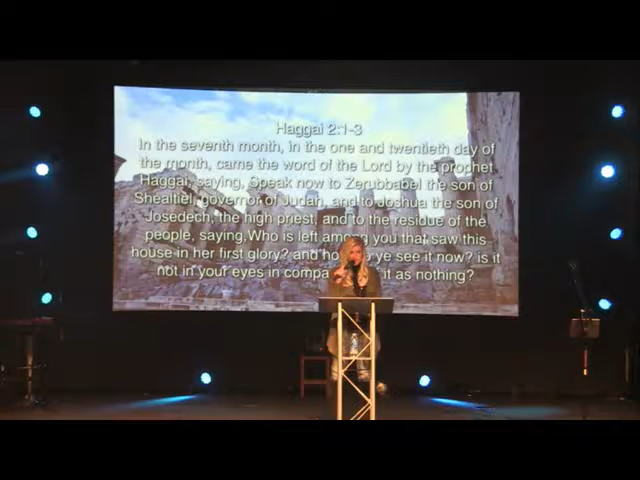 Haggai 2:1-3
In the seventh month, in the one and twentieth day of
the month, came the word of the Lord by the prophet
Haggai, saying, Speak now to Zerubbabel the son of
Shealtiel, governor of Judah, and to Joshua the son of
Josedech, the high priest, and to the residue of the
people, saying,Who is left among you that saw this
house in her first glory? and ye see it now? is it
not in your eyes in it as nothing?